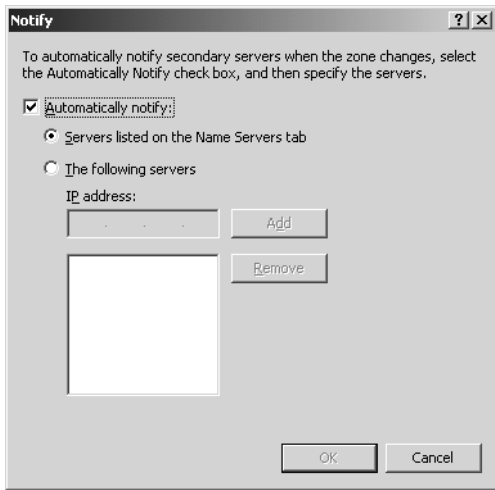 Notify
To automatically notify secondary servers when the zone changes, select
the Automatically Notify check box, and then specify the servers.
Automatically notify:
Servers listed on the Name Servers tab
The following servers
IP address:
Add
Remove
OK
Cancel